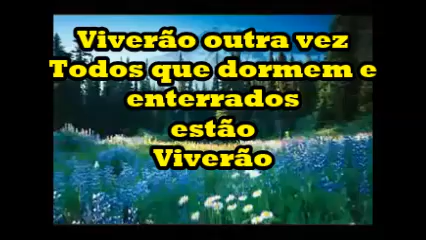 Viverão outra vez
Todos que dormem e
enterrados
estão
Viverão